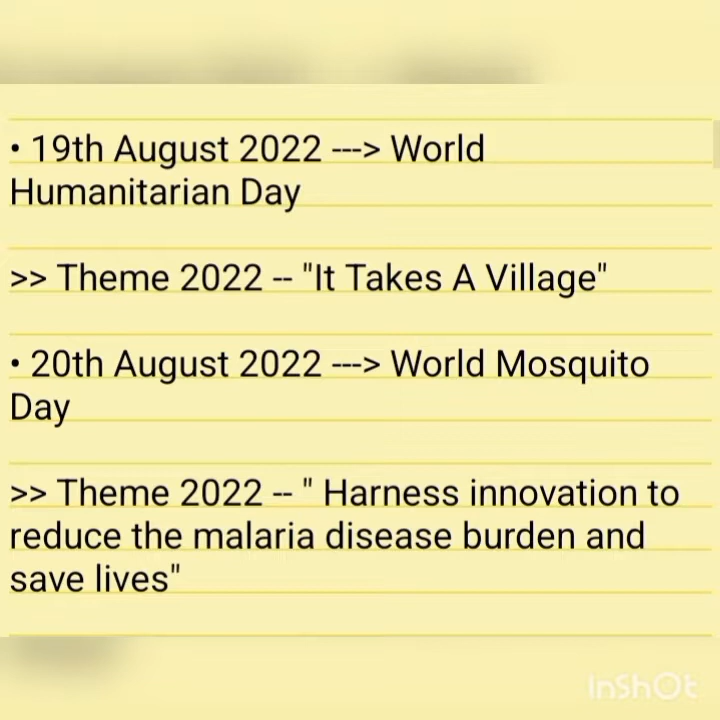 • 19th August 2022 ---> World
Humanitarian Day
>> Theme 2022 -- "It Takes A Village"
• 20th August 2022 ---> World Mosquito
Day
>> Theme 2022 -- " Harness innovation to
reduce the malaria disease burden and
save lives"
InShOt